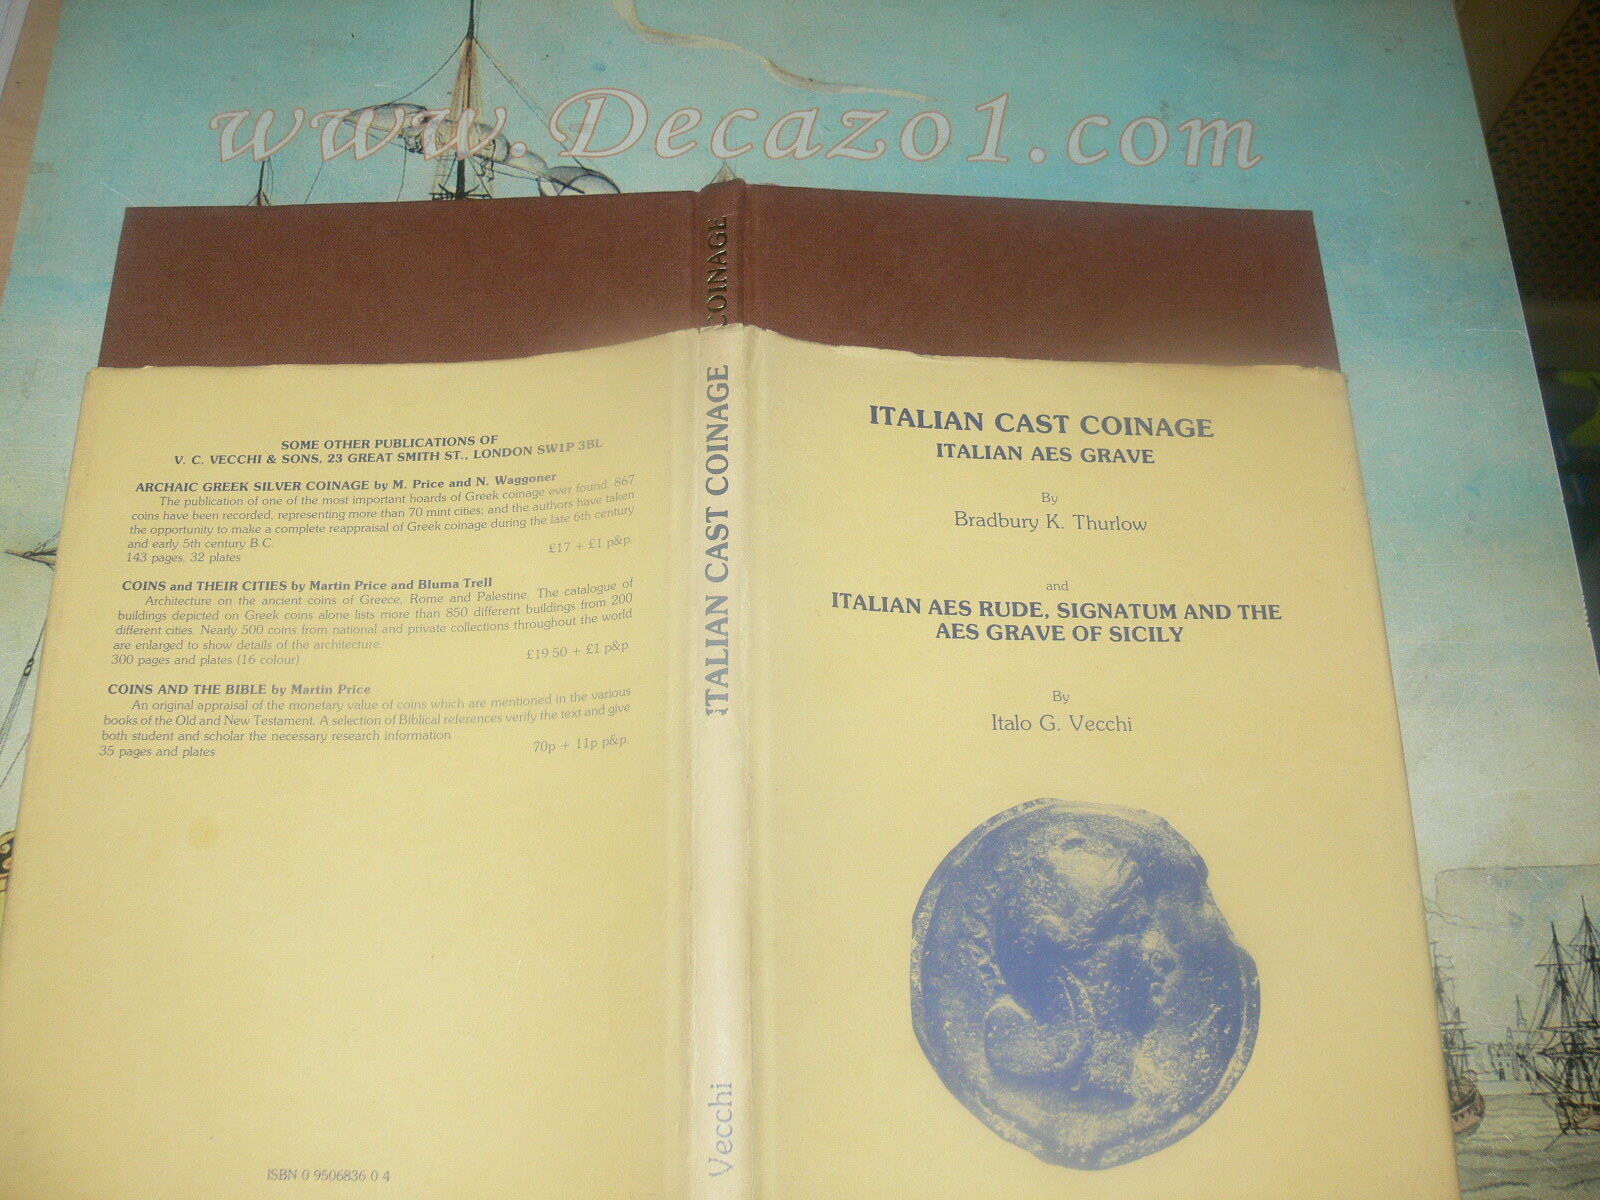 www.Decazo1.com
COINAGE
SOME OTHER PUBLICATIONS OF
V. C. VECCHI & SONS, 23 GREAT SMITH ST., LONDON SW1P 3BL
ARCHAIC GREEK SILVER COINAGE by M. Price and N. Waggoner
The publication of one of the most important hoards of Greek coinage ever found. 867
coins have been recorded, representing more than 70 mint cities; and the authors have taken
the opportunity to make a complete reappraisal of Greek coinage during the late 6th century
and early 5th century B.C.
143 pages, 32 plates £17 + £1 p&p.
COINS and THEIR CITIES by Martin Price and Bluma Trell
Architecture on the ancient coins of Greece, Rome and Palestine. The catalogue of
buildings depicted on Greek coins alone lists more than 850 different buildings from 200
different cities. Nearly 500 coins from national and private collections throughout the world
are enlarged to show details of the architecture.
300 pages and plates (16 colour) £19.50 + £1 p&p.
COINS AND THE BIBLE by Martin Price
An original appraisal of the monetary value of coins which are mentioned in the various
books of the Old and New Testament. A selection of Biblical references verify the text and give
both student and scholar the necessary research information.
35 pages and plates 70p + 11p p&p.
ISBN 0 9506836 0 4
ITALIAN CAST COINAGE
Vecchi
ITALIAN CAST COINAGE
ITALIAN AES GRAVE
By
Bradbury K. Thurlow
and
ITALIAN AES RUDE, SIGNATUM AND THE
AES GRAVE OF SICILY
By
Italo G. Vecchi